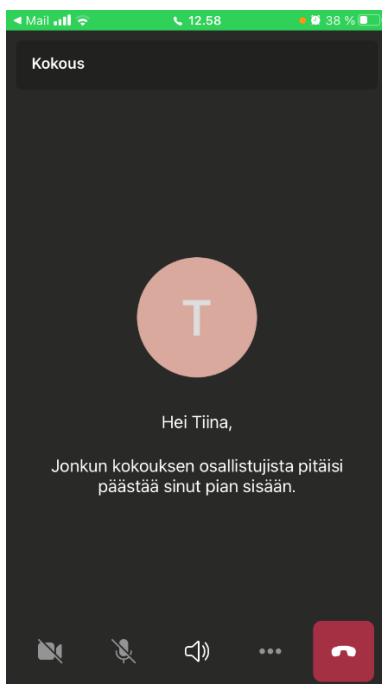 Mail 12.58 38 %
Kokous
T
Hei Tiina,
Jonkun kokouksen osallistujista pitäisi
päästää sinut pian sisään.